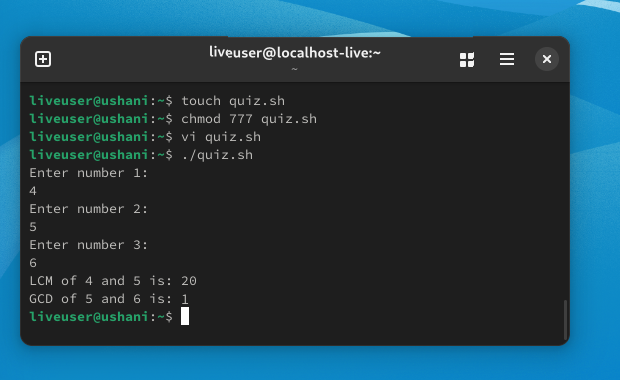 liveuser@localhost-live:~
~
liveuser@ushani:~$ touch quiz.sh
liveuser@ushani:~$ chmod 777 quiz.sh
liveuser@ushani:~$ vi quiz.sh
liveuser@ushani:~$ ./quiz.sh
Enter number 1:
4
Enter number 2:
5
Enter number 3:
6
LCM of 4 and 5 is: 20
GCD of 5 and 6 is: 1
liveuser@ushani:~$